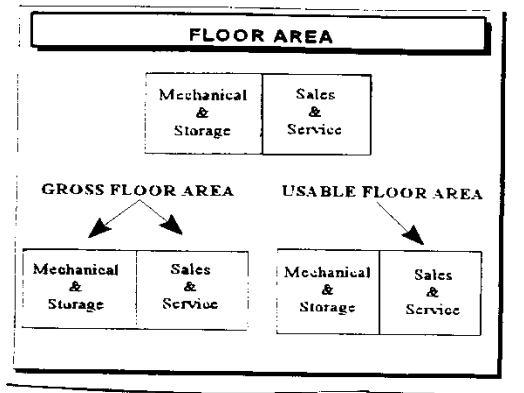 FLOOR AREA
Mechanical
&
Storage
Sales
&
Service
GROSS FLOOR AREA
Mechanical
&
Storage
Sales
&
Service
USABLE FLOOR AREA
Mechanical
&
Storage
Sales
&
Service